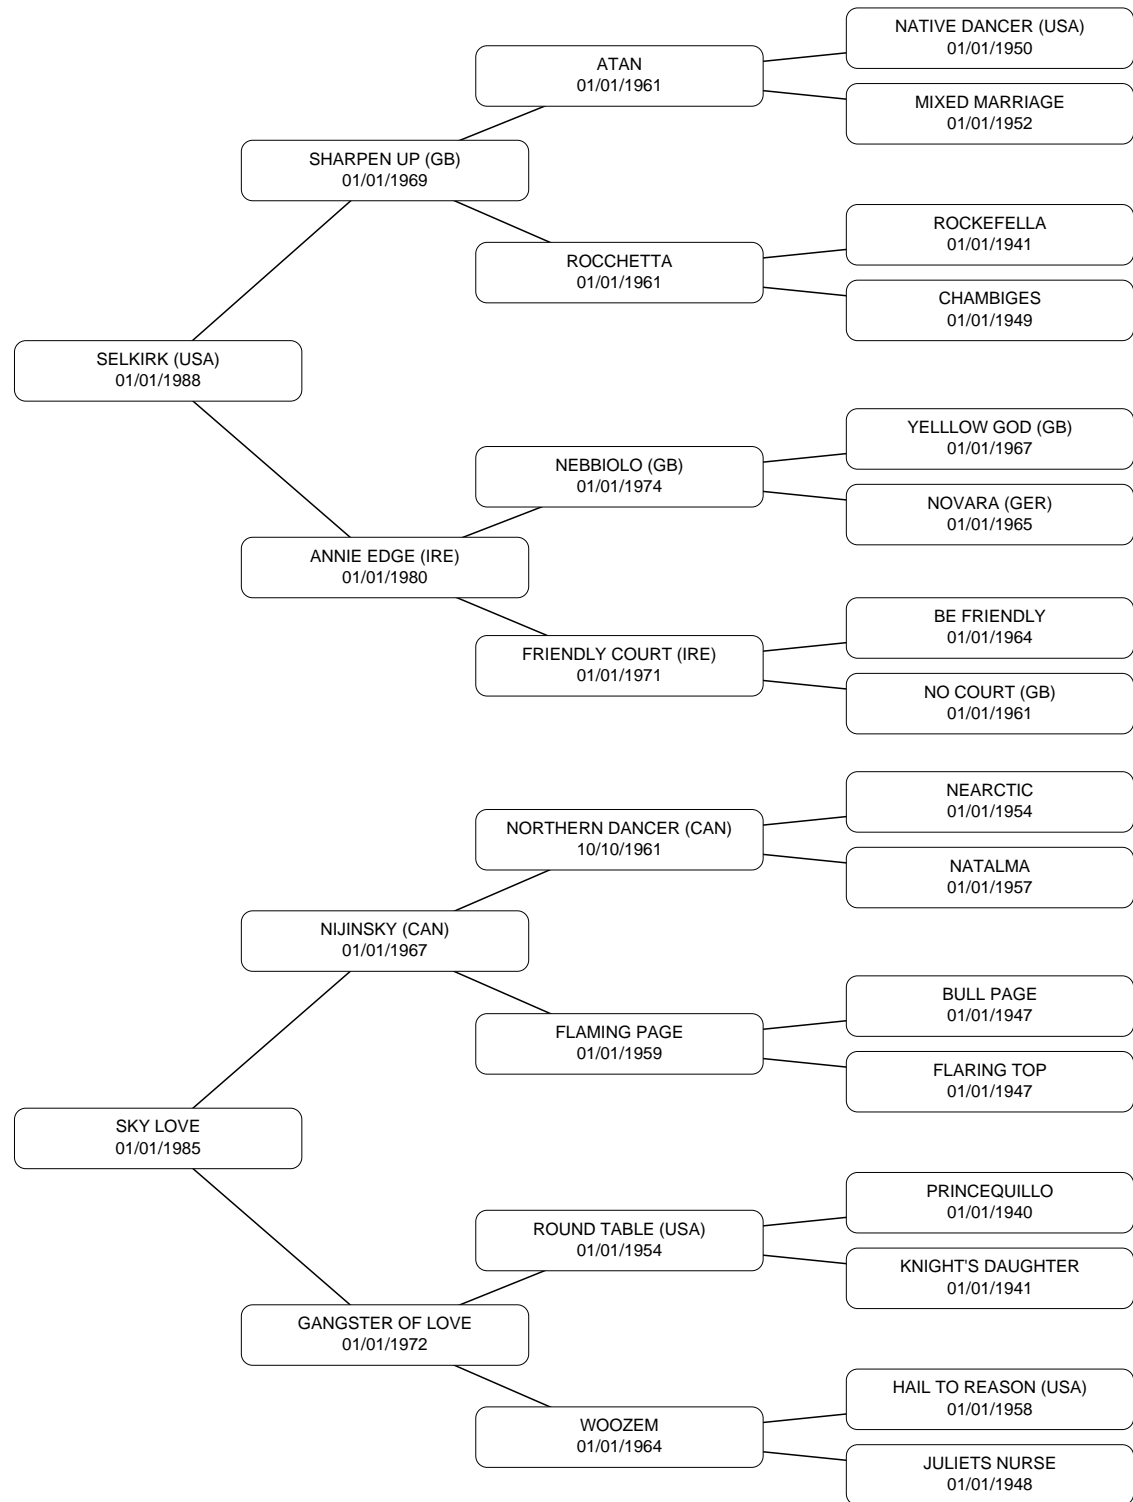 NATIVE DANCER (USA)
01/01/1950
ATAN
01/01/1961
MIXED MARRIAGE
01/01/1952
SHARPEN UP (GB)
01/01/1969
ROCKEFELLA
01/01/1941
ROCCHETTA
01/01/1961
CHAMBIGES
01/01/1949
SELKIRK (USA)
01/01/1988
YELLLOW GOD (GB)
01/01/1967
NEBBIOLO (GB)
01/01/1974
NOVARA (GER)
01/01/1965
ANNIE EDGE (IRE)
01/01/1980
BE FRIENDLY
01/01/1964
FRIENDLY COURT (IRE)
01/01/1971
NO COURT (GB)
01/01/1961
NEARCTIC
01/01/1954
NORTHERN DANCER (CAN)
10/10/1961
NATALMA
01/01/1957
NIJINSKY (CAN)
01/01/1967
BULL PAGE
01/01/1947
FLAMING PAGE
01/01/1959
FLARING TOP
01/01/1947
SKY LOVE
01/01/1985
PRINCEQUILLO
01/01/1940
ROUND TABLE (USA)
01/01/1954
KNIGHT'S DAUGHTER
01/01/1941
GANGSTER OF LOVE
01/01/1972
HAIL TO REASON (USA)
01/01/1958
WOOZEM
01/01/1964
JULIETS NURSE
01/01/1948